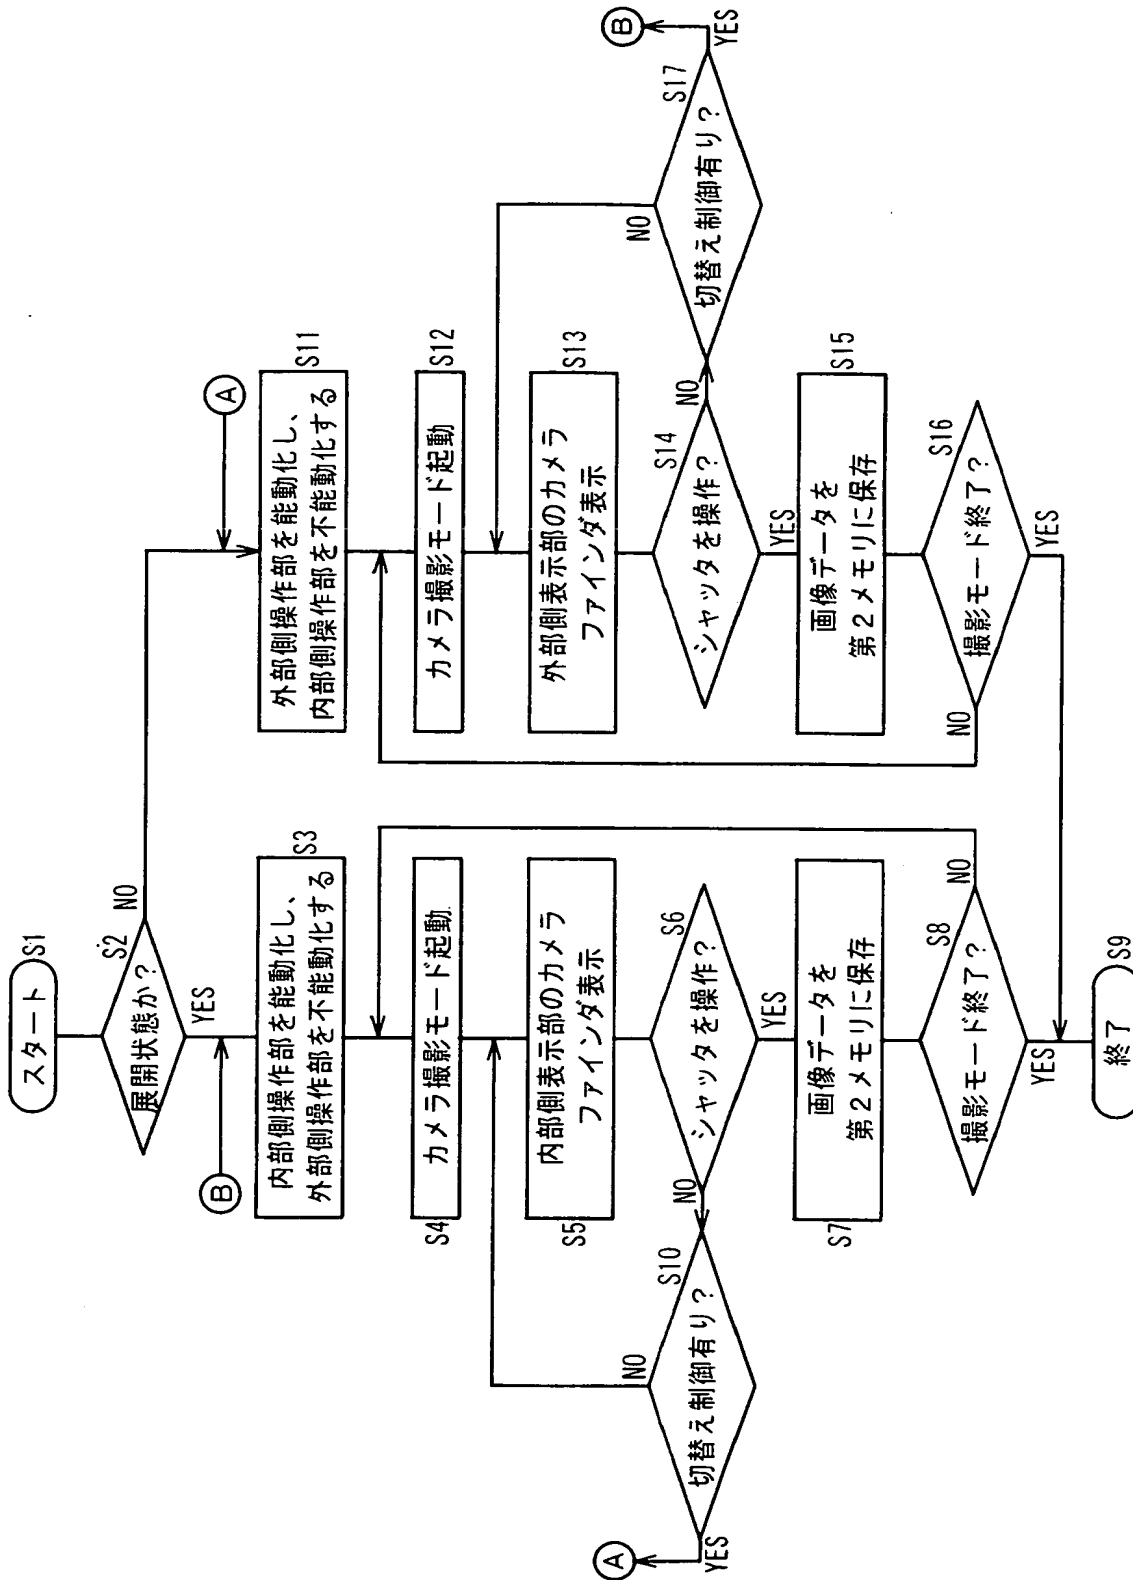 スタート
S1
展開状態か?
S2
NO
YES
B
内部側操作部を能動化し、
外部側操作部を不能動化する
S3
カメラ撮影モード起動
S4
内部側表示部のカメラ
ファインダ表示
S5
シャッタを操作?
S6
NO
YES
切替え制御有り?
S10
NO
YES
A
画像データを
第2メモリに保存
S7
撮影モード終了?
S8
NO
YES
終了
S9
A
外部側操作部を能動化し、
内部側操作部を不能動化する
S11
カメラ撮影モード起動
S12
外部側表示部のカメラ
ファインダ表示
S13
シャッタを操作?
S14
NO
YES
切替え制御有り?
S17
NO
YES
B
画像データを
第2メモリに保存
S15
撮影モード終了?
S16
NO
YES